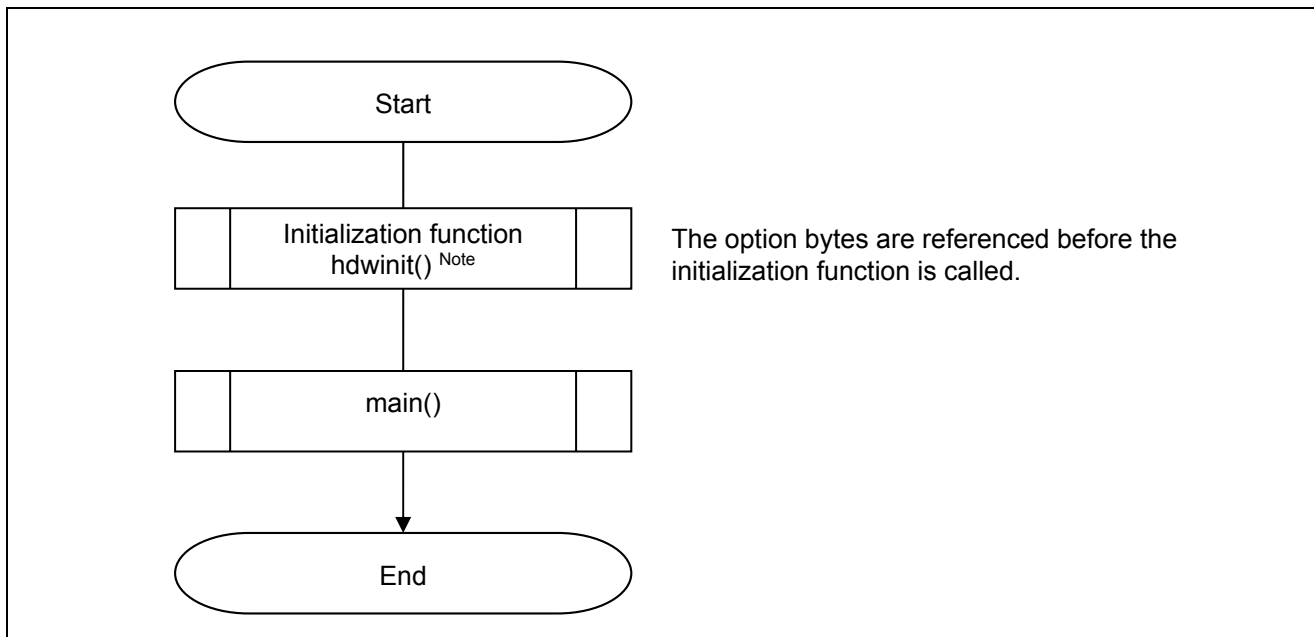 Start
Initialization function
hdwinit() Note
The option bytes are referenced before the
initialization function is called.
main()
End